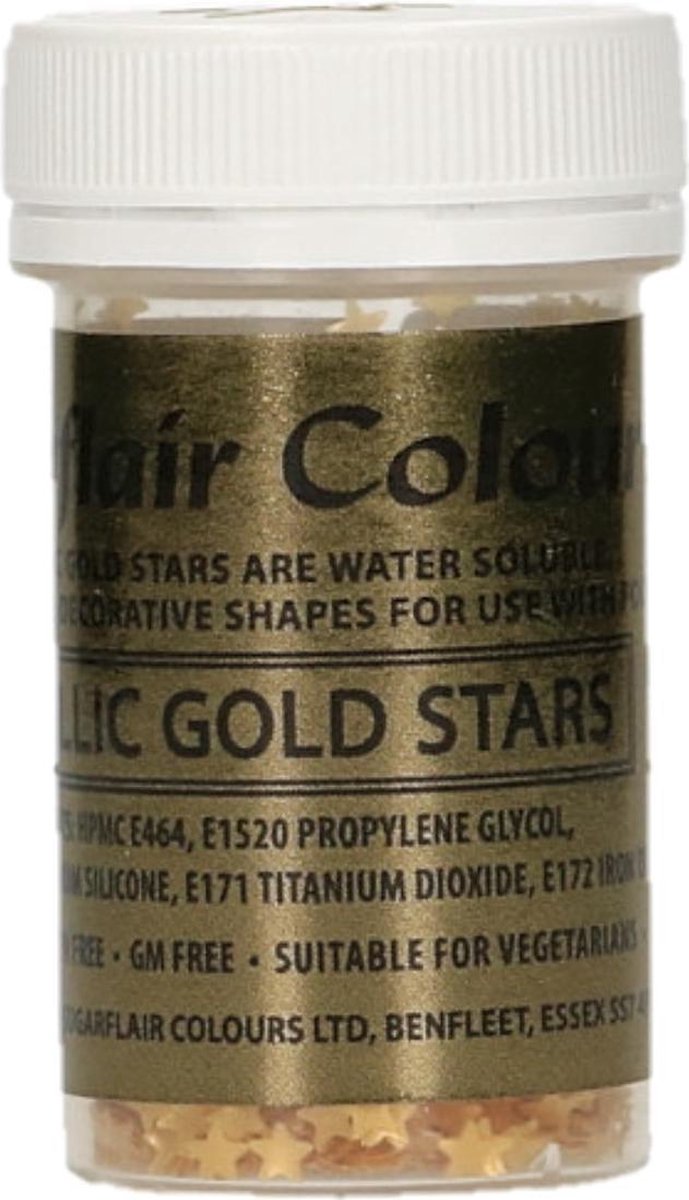 flair Colour
GOLD STARS ARE WATER SOLUBLE,
DECORATIVE SHAPES FOR USE WITH
LLIC GOLD STARS
HPMC E464, E1520 PROPYLENE GLYCOL,
SILICONE, E171 TITANIUM DIOXIDE, E172 IRON
FREE • GM FREE • SUITABLE FOR VEGETARIANS
SUGARFLAIR COLOURS LTD, BENFLEET, ESSEX SS7